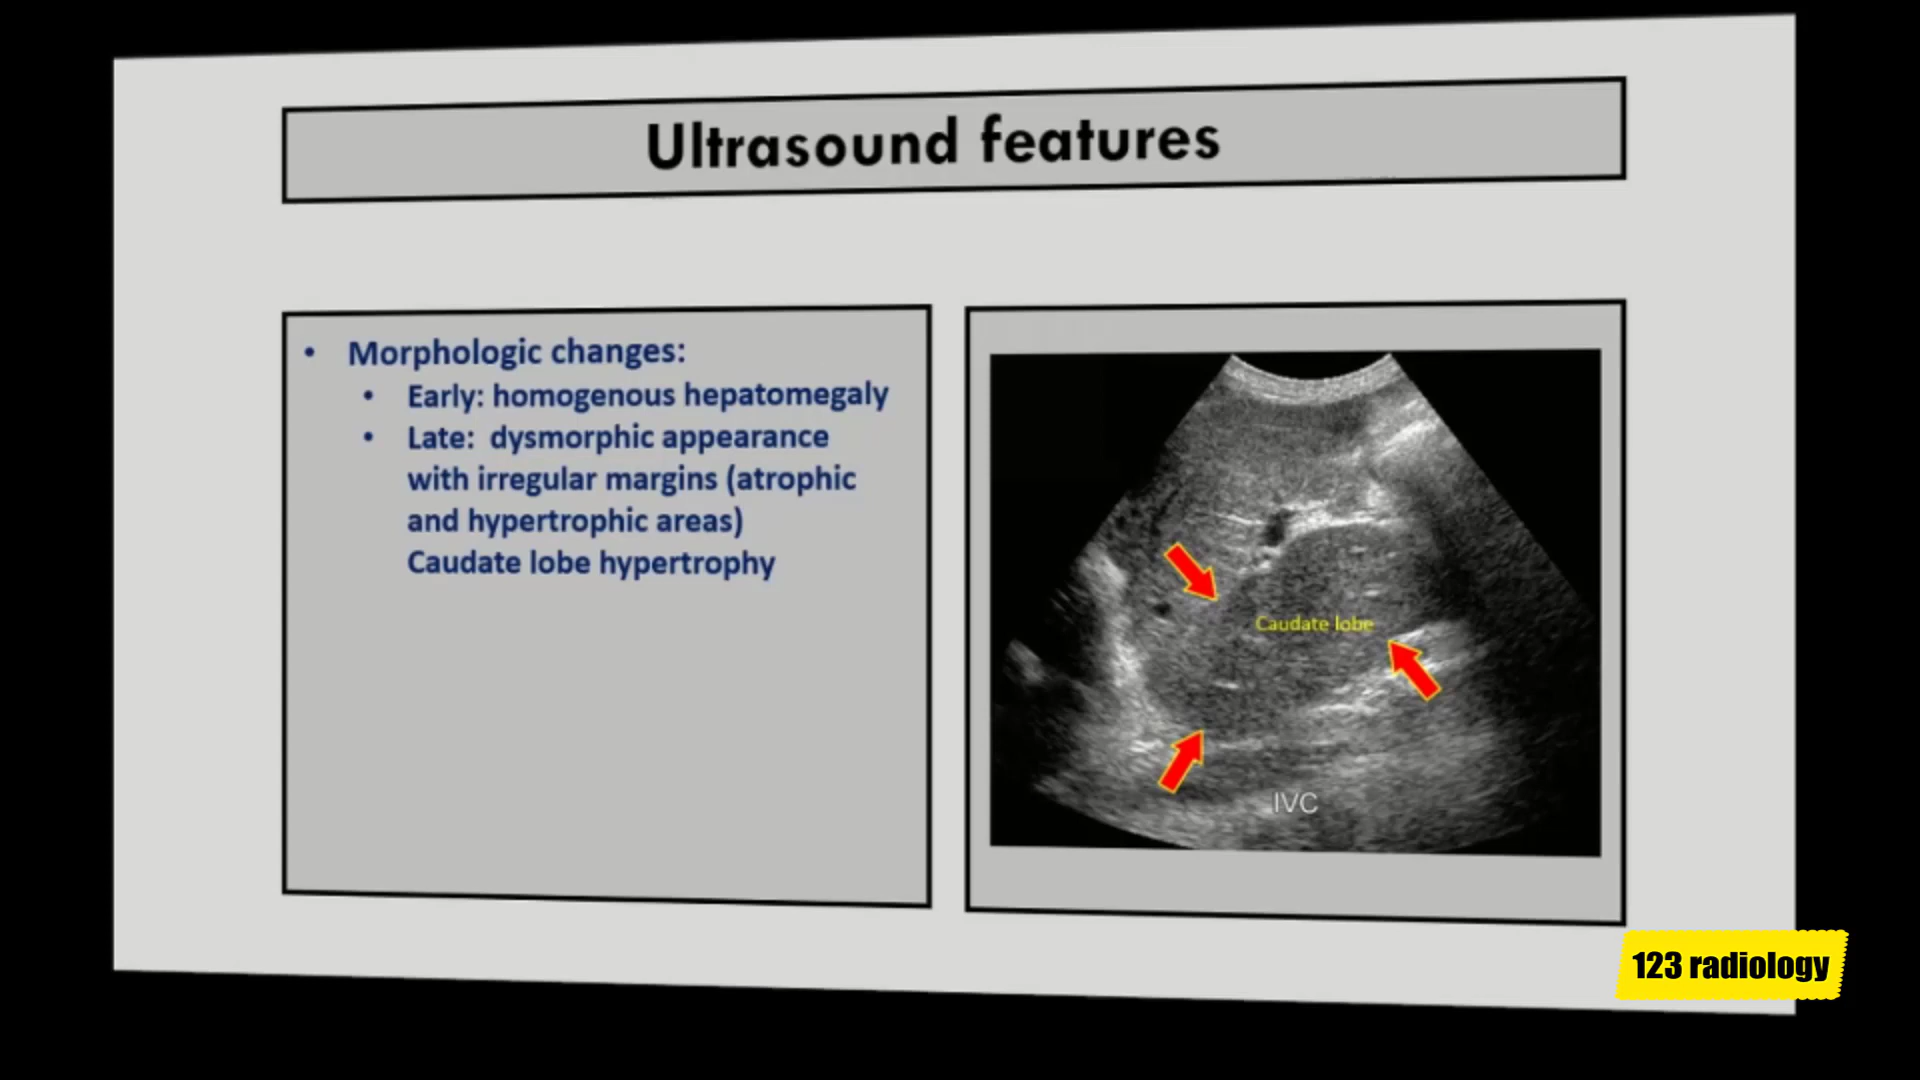 Ultrasound features
• Morphologic changes:
• Early: homogenous hepatomegaly
• Late: dysmorphic appearance
with irregular margins (atrophic
and hypertrophic areas)
Caudate lobe hypertrophy
Caudate lobe
IVC
123 radiology